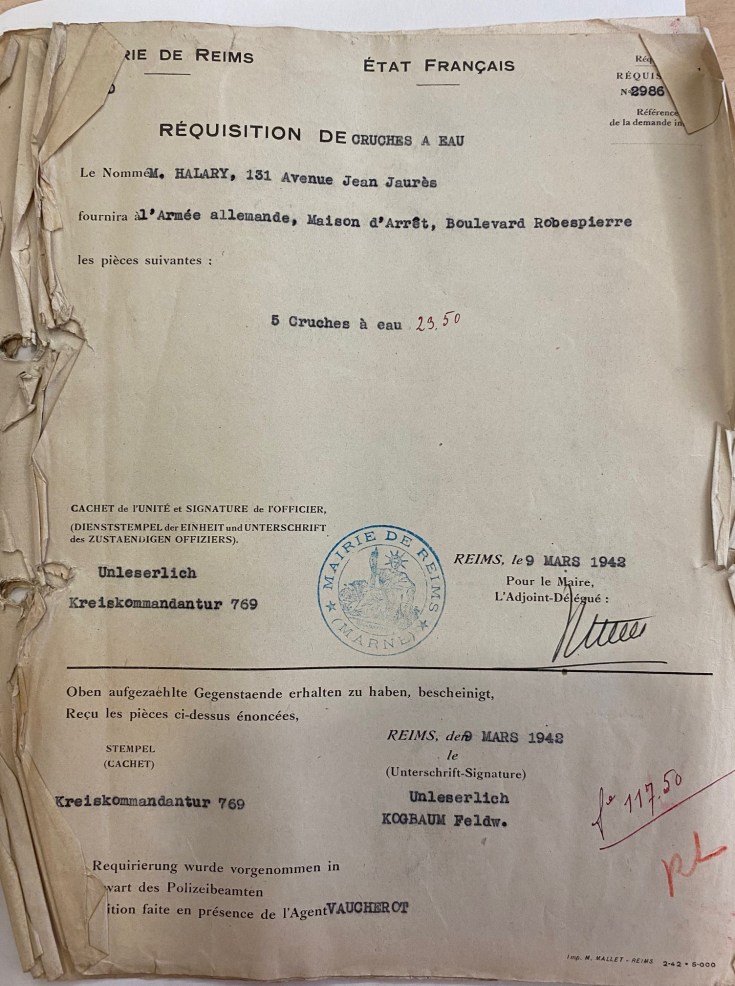 RIE DE REIMS
ÉTAT FRANÇAIS
RÉQUIS
N° 2986
Référence
de la demande in
RÉQUISITION DE CRUCHES A EAU
Le Nommé M. HALARY, 131 Avenue Jean Jaurès
fournira à l'Armée allemande, Maison d'Arrêt, Boulevard Robespierre
les pièces suivantes :
5 Cruches à eau 23.50
CACHET de l'UNITÉ et SIGNATURE de l'OFFICIER,
(DIENSTSTEMPEL der EINHEIT und UNTERSCHRIFT
des ZUSTAENDIGEN OFFIZIERS).
Unleserlich
Kreiskommandantur 769
MAIRIE DE REIMS
(MARNE)
REIMS, le 9 MARS 1942
Pour le Maire,
L'Adjoint-Délégué :
Oben aufgezaehlte Gegenstaende erhalten zu haben, bescheinigt,
Reçu les pièces ci-dessus énoncées,
STEMPEL
(CACHET)
REIMS, den 9 MARS 1942
le
(Unterschrift-Signature)
Kreiskommandantur 769
Unleserlich
KOGBAUM Feldw.
117.50
Requirierung wurde vorgenommen in
wart des Polizeibeamten
ition faite en présence de l'Agent VAUCHEROT
Imp. M. MALLET - REIMS 2-42 • 5-000